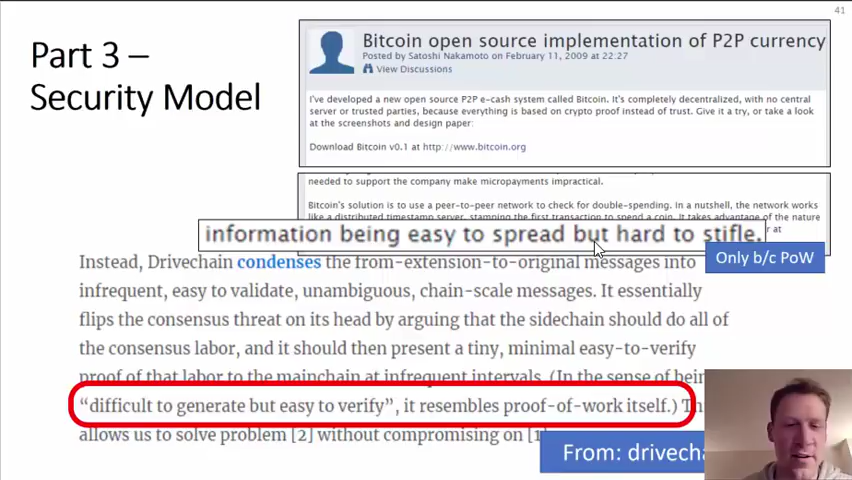 41
Part 3 –
Security Model
Bitcoin open source implementation of P2P currency
Posted by Satoshi Nakamoto on February 11, 2009 at 22:27
View Discussions
I've developed a new open source P2P e-cash system called Bitcoin. It's completely decentralized, with no central
server or trusted parties, because everything is based on crypto proof instead of trust. Give it a try, or take a look
at the screenshots and design paper:
Download Bitcoin v0.1 at http://www.bitcoin.org
needed to support the company make micropayments impractical.
Bitcoin's solution is to use a peer-to-peer network to check for double-spending. In a nutshell, the network works
like a distributed timestamp server, stamping the first transaction to spend a coin. It takes advantage of the nature
information being easy to spread but hard to stifle.
at
Only b/c PoW
Instead, Drivechain condenses the from-extension-to-original messages into
infrequent, easy to validate, unambiguous, chain-scale messages. It essentially
flips the consensus threat on its head by arguing that the sidechain should do all of
the consensus labor, and it should then present a tiny, minimal easy-to-verify
proof of that labor to the mainchain at infrequent intervals. (In the sense of bein
“difficult to generate but easy to verify”, it resembles proof-of-work itself.) Th
allows us to solve problem [2] without compromising on [1]
From: drivecha